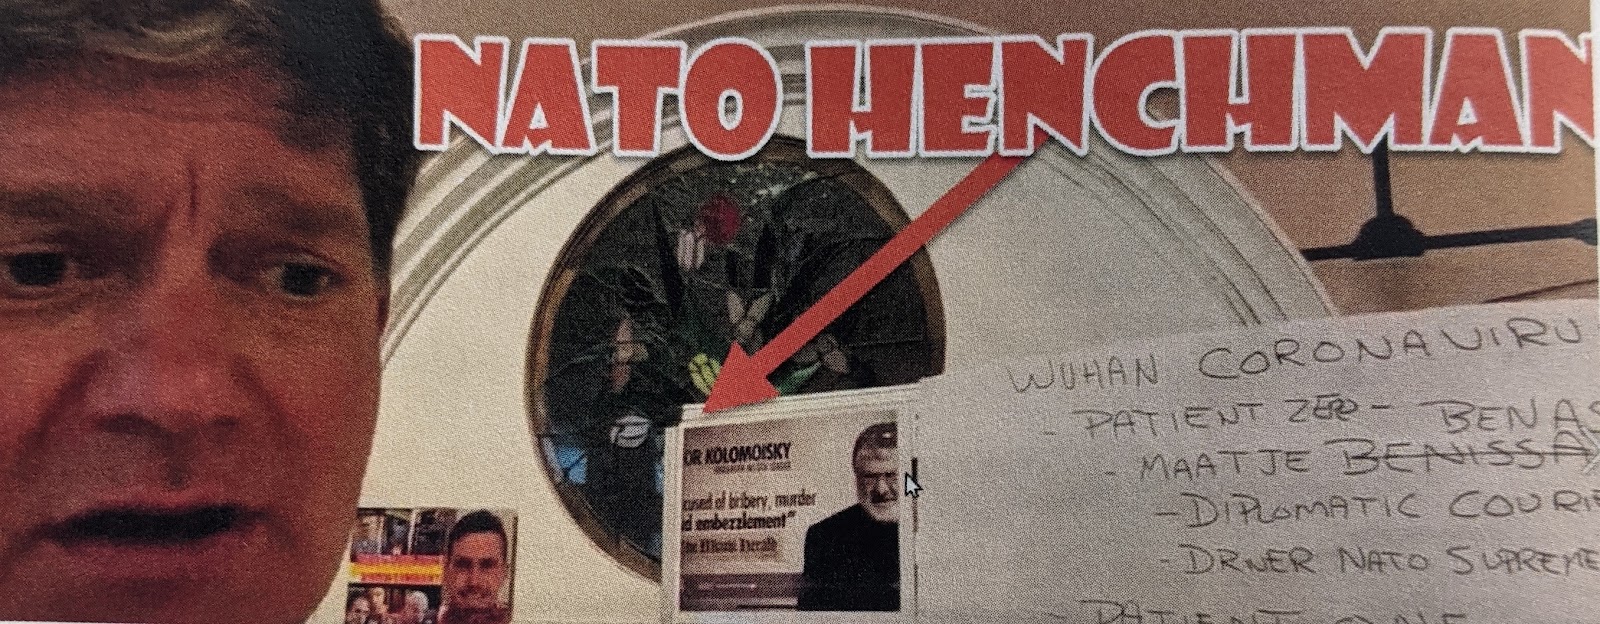 NATO HENCHMAN
OR KOLOMOISKY
cused of bribery, murder
d embezzlement"
WUHAN CORONAVIRU
- PATIENT ZERO - BENAS
- MAATJE BENISSA
- DIPLOMATIC COURI
- DRIVER NATO SUPREME
- PATIENT